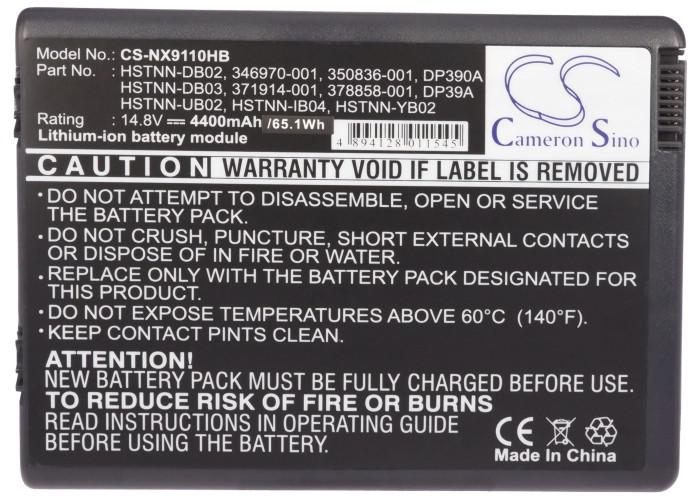 Model No.: CS-NX9110HB
Part No. : HSTNN-DB02, 346970-001, 350836-001, DP390A
HSTNN-DB03, 371914-001, 378858-001, DP39A
HSTNN-UB02, HSTNN-IB04, HSTNN-YB02
Rating : 14.8V 4400mAh /65.1Wh
Lithium-ion battery module
4 894128 011545
CS
Cameron Sino
CAUTION WARRANTY VOID IF LABEL IS REMOVED
•DO NOT ATTEMPT TO DISASSEMBLE, OPEN OR SERVICE
THE BATTERY PACK.
•DO NOT CRUSH, PUNCTURE, SHORT EXTERNAL CONTACTS
OR DISPOSE OF IN FIRE OR WATER.
•REPLACE ONLY WITH THE BATTERY PACK DESIGNATED FOR
THIS PRODUCT.
•DO NOT EXPOSE TEMPERATURES ABOVE 60°C (140°F).
•KEEP CONTACT PINTS CLEAN.
ATTENTION!
NEW BATTERY PACK MUST BE FULLY CHARGED BEFORE USE
TO REDUCE RISK OF FIRE OR BURNS
READ INSTRUCTIONS IN OPERATING GUIDE
BEFORE USING THE BATTERY.
CE
Made in China